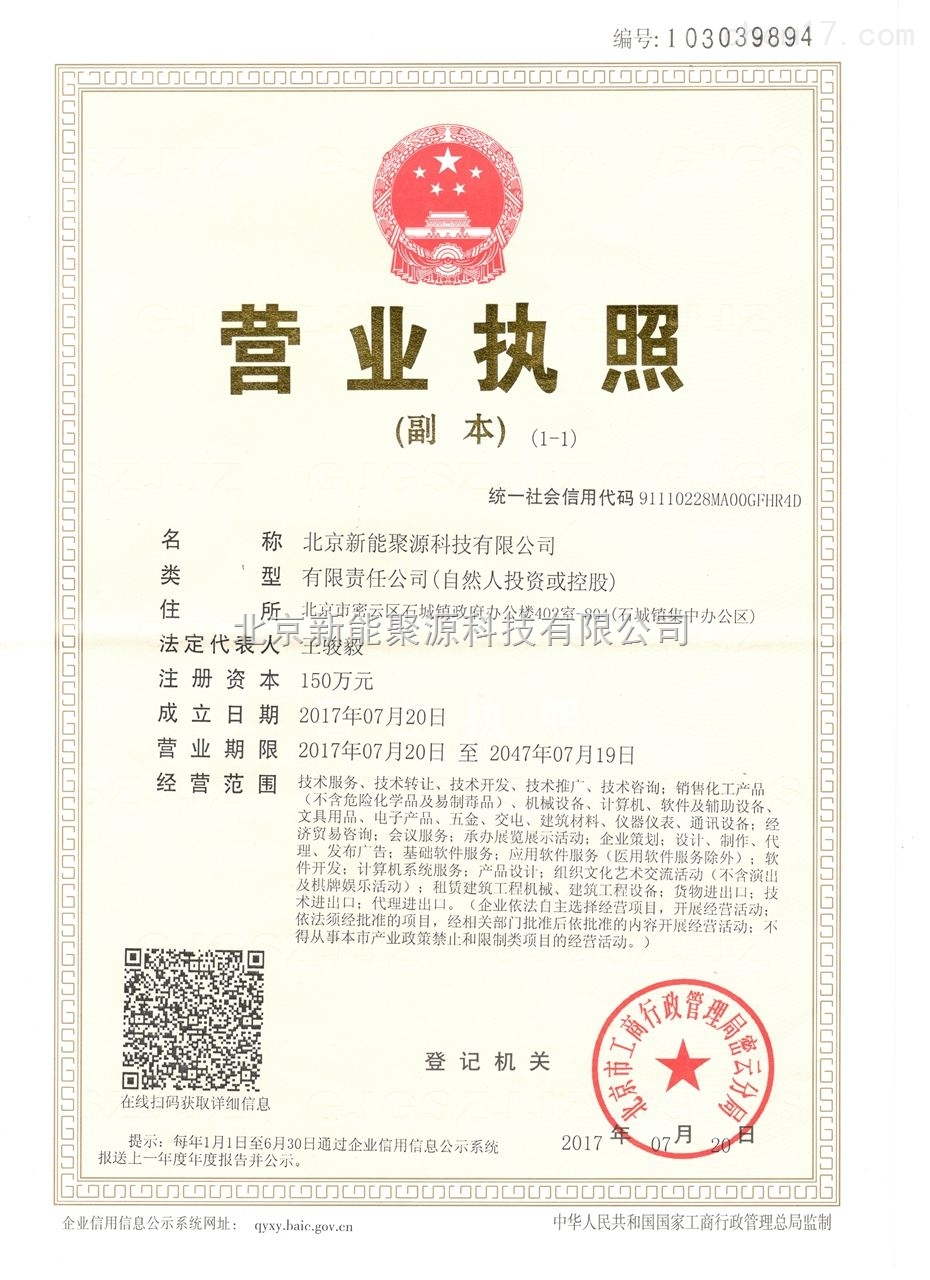 编号:103039894
营业执照
(副 本) (1-1)
统一社会信用代码 91110228MA00GFHR4D
名 称 北京新能聚源科技有限公司
类 型 有限责任公司(自然人投资或控股)
住 所 北京市密云区石城镇政府办公楼402室-394(石城镇集中办公区)
北京新能聚源科技有限公司
法定代表人 王骏毅
注册资本 150万元
成立日期 2017年07月20日
营业期限 2017年07月20日 至 2047年07月19日
经营范围 技术服务、技术转让、技术开发、技术推广、技术咨询；销售化工产品
（不含危险化学品及易制毒品）、机械设备、计算机、软件及辅助设备、
文具用品、电子产品、五金、交电、建筑材料、仪器仪表、通讯设备；经
济贸易咨询；会议服务；承办展览展示活动；企业策划；设计、制作、代
理、发布广告；基础软件服务；应用软件服务（医用软件服务除外）；软
件开发；计算机系统服务；产品设计；组织文化艺术交流活动（不含演出
及棋牌娱乐活动）；租赁建筑工程机械、建筑工程设备；货物进出口；技
术进出口；代理进出口。（企业依法自主选择经营项目，开展经营活动；
依法须经批准的项目，经相关部门批准后依批准的内容开展经营活动；不
得从事本市产业政策禁止和限制类项目的经营活动。）
在线扫码获取详细信息
登记机关
北京市工商行政管理局密云分局
2017 年 07 月 20 日
提示：每年1月1日至6月30日通过企业信用信息公示系统
报送上一年度年度报告并公示。
企业信用信息公示系统网址： qyxy.baic.gov.cn
中华人民共和国国家工商行政管理总局监制